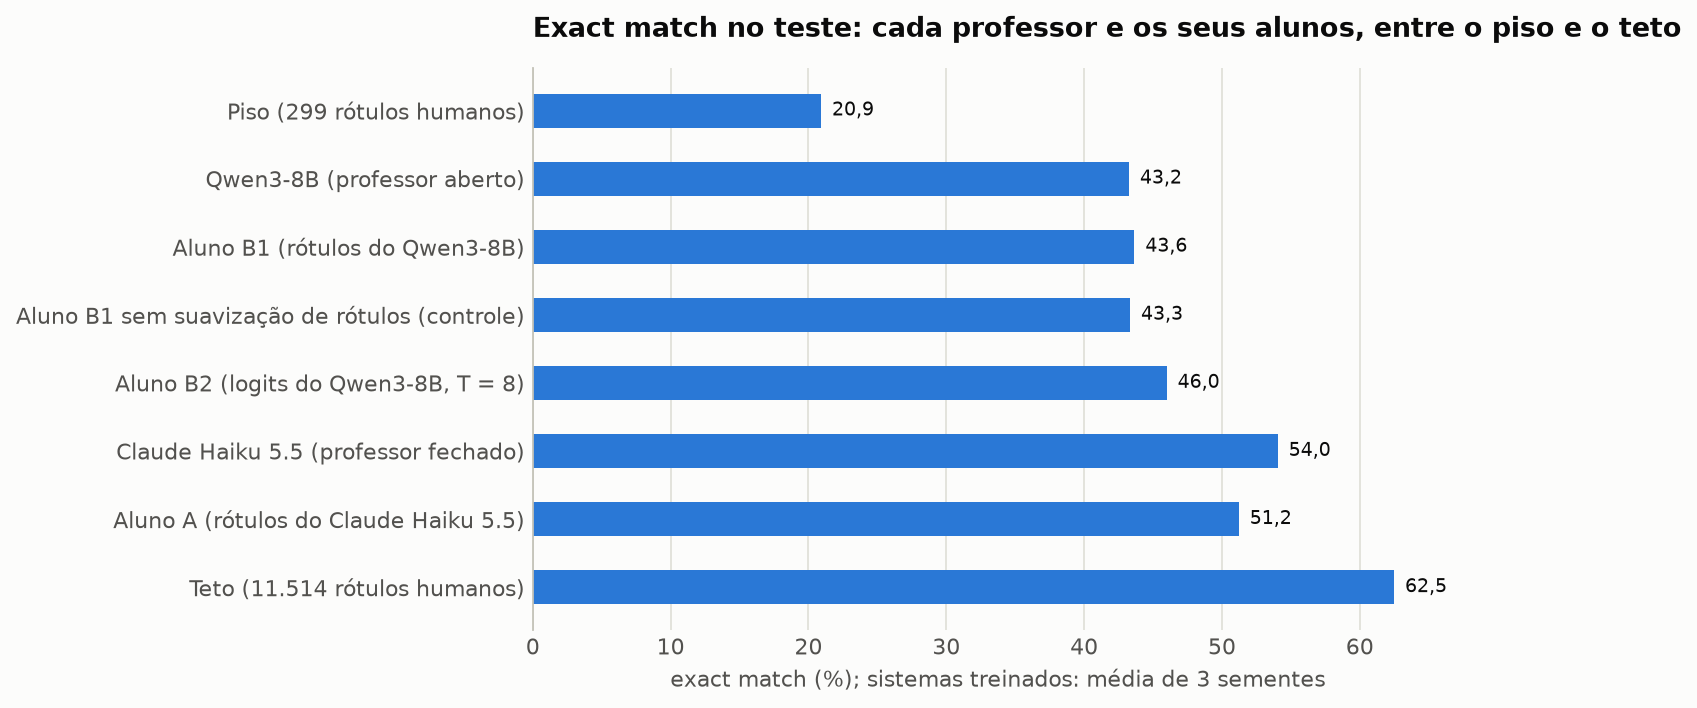 Exact match no teste: cada professor e os seus alunos, entre o piso e o teto
Piso (299 rótulos humanos)
20,9
Qwen3-8B (professor aberto)
43,2
Aluno B1 (rótulos do Qwen3-8B)
43,6
Aluno B1 sem suavização de rótulos (controle)
43,3
Aluno B2 (logits do Qwen3-8B, T = 8)
46,0
Claude Haiku 5.5 (professor fechado)
54,0
Aluno A (rótulos do Claude Haiku 5.5)
51,2
Teto (11.514 rótulos humanos)
62,5
0 10 20 30 40 50 60
exact match (%); sistemas treinados: média de 3 sementes